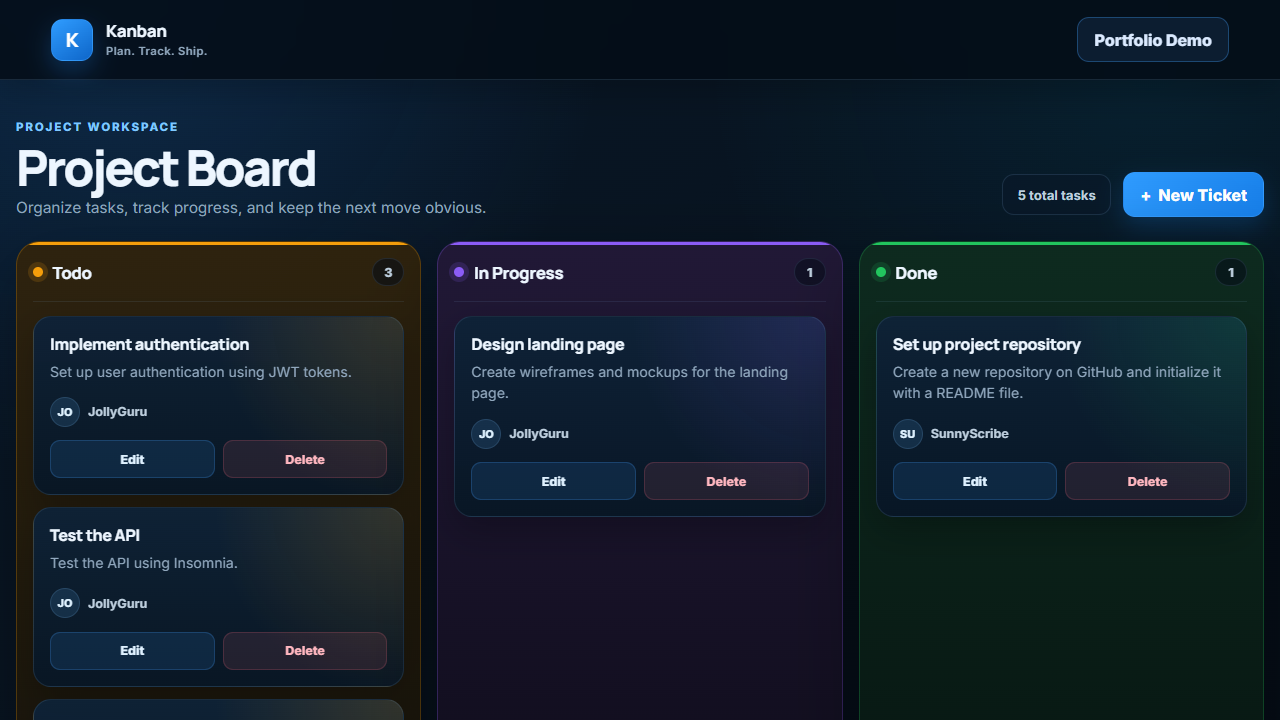 K
Kanban
Plan. Track. Ship.
Portfolio Demo
PROJECT WORKSPACE
Project Board
Organize tasks, track progress, and keep the next move obvious.
5 total tasks
+ New Ticket
Todo
3
Implement authentication
Set up user authentication using JWT tokens.
JO JollyGuru
Edit Delete
Test the API
Test the API using Insomnia.
JO JollyGuru
Edit Delete
In Progress
1
Design landing page
Create wireframes and mockups for the landing
page.
JO JollyGuru
Edit Delete
Done
1
Set up project repository
Create a new repository on GitHub and initialize it
with a README file.
SU SunnyScribe
Edit Delete